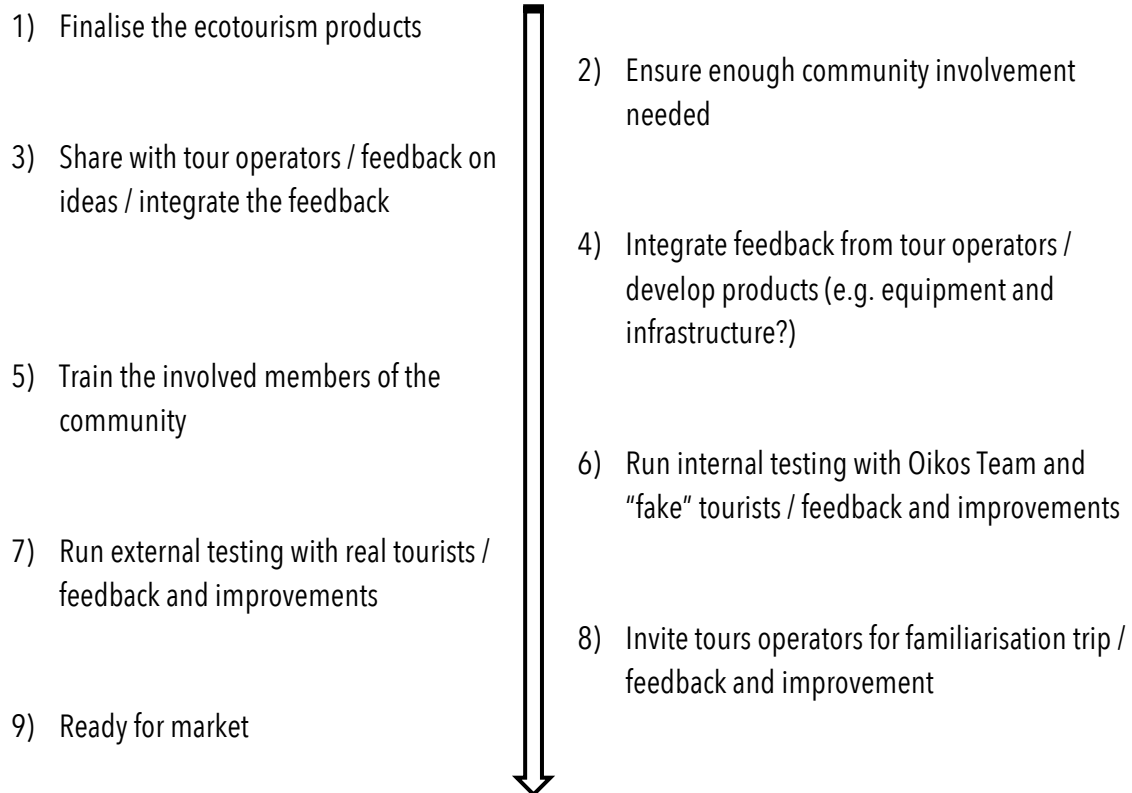 1) Finalise the ecotourism products
2) Ensure enough community involvement
needed
3) Share with tour operators / feedback on
ideas / integrate the feedback
4) Integrate feedback from tour operators /
develop products (e.g. equipment and
infrastructure?)
5) Train the involved members of the
community
6) Run internal testing with Oikos Team and
“fake” tourists / feedback and improvements
7) Run external testing with real tourists /
feedback and improvements
8) Invite tours operators for familiarisation trip /
feedback and improvement
9) Ready for market